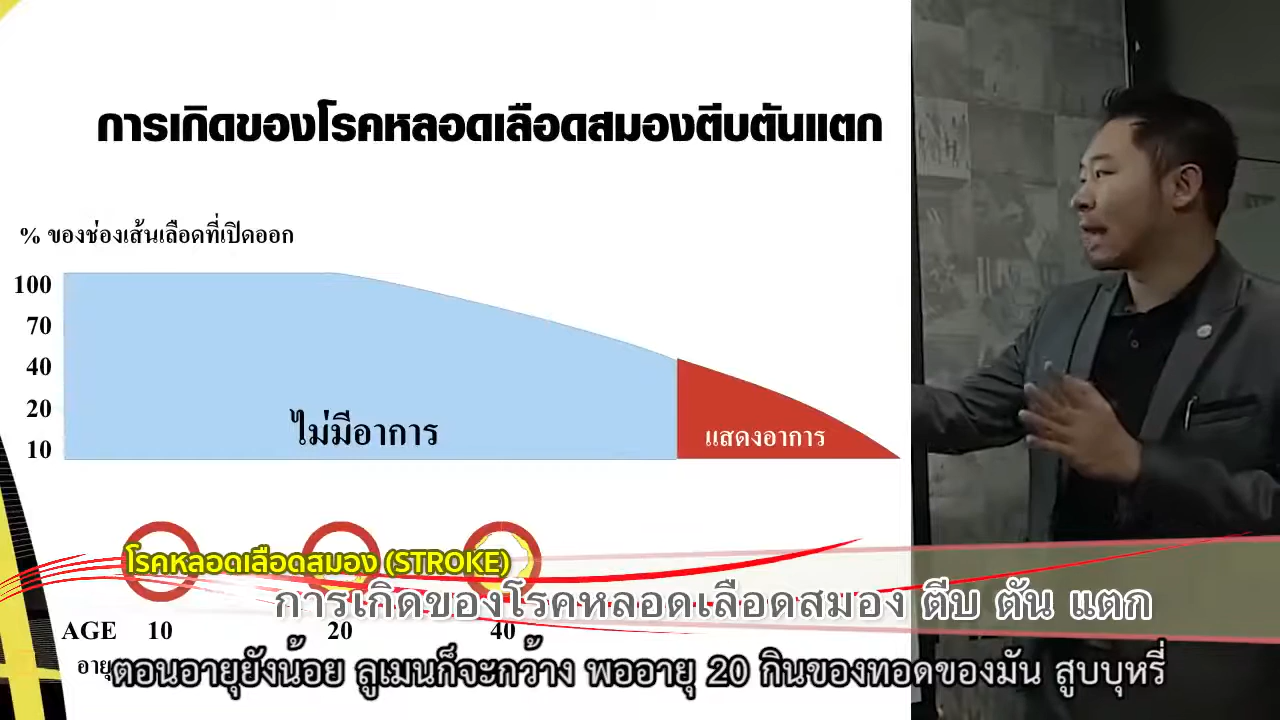 การเกิดของโรคหลอดเลือดสมองตีบตันแตก
% ของช่องเส้นเลือดที่เปิดออก
100
70
40
20
10
ไม่มีอาการ
แสดงอาการ
โรคหลอดเลือดสมอง (STROKE)
การเกิดของโรคหลอดเลือดสมอง ตีบ ตัน แตก
AGE 10 20 40
อายุ
ตอนอายุยังน้อย ลูเมนก็จะกว้าง พออายุ 20 กินของทอดของมัน สูบบุหรี่